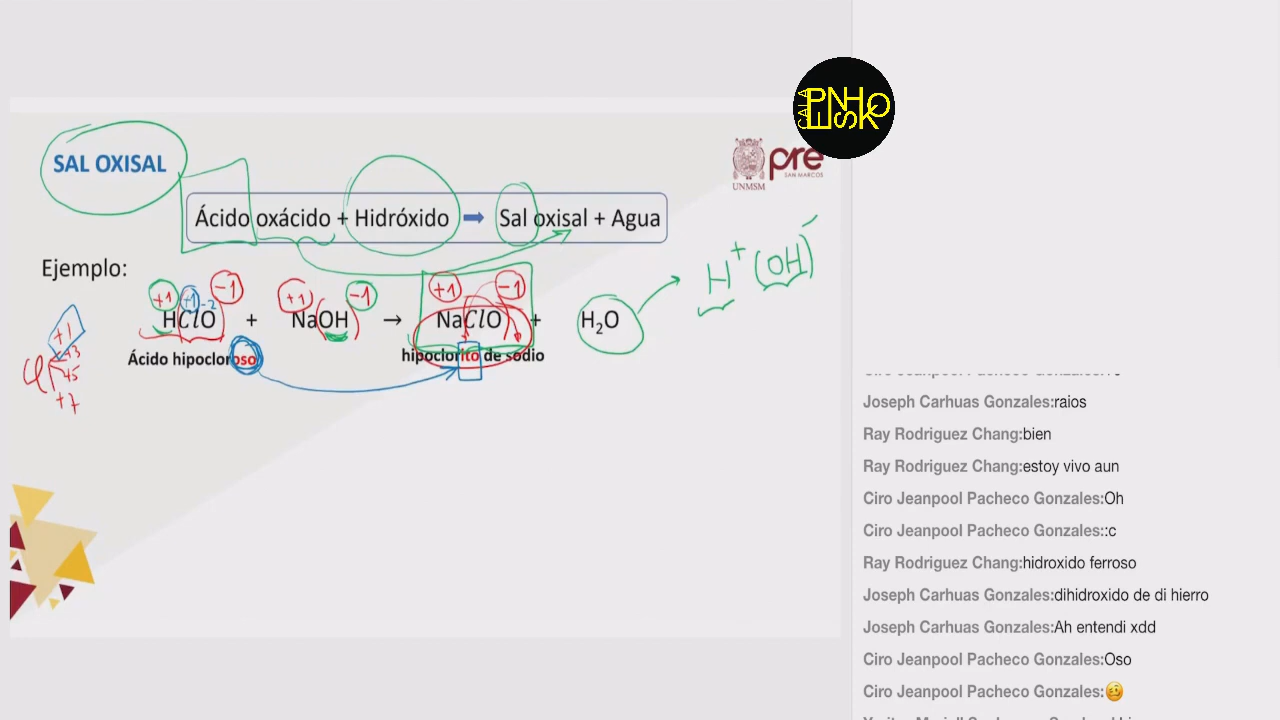 CALA
PENHO
ESK
SAL OXISAL
pre
SAN MARCOS
UNMSM
Ácido oxácido + Hidróxido ➡ Sal oxisal + Agua
H⁺ (OH)⁻
Ejemplo:
+1 +1 -2 -1 +1 -1 +1 -1
HClO + NaOH → NaClO + H₂O
Ácido hipocloroso hipoclorito de sodio
+1
+3
Cl +5
+7
Joseph Carhuas Gonzales:raios
Ray Rodriguez Chang:bien
Ray Rodriguez Chang:estoy vivo aun
Ciro Jeanpool Pacheco Gonzales:Oh
Ciro Jeanpool Pacheco Gonzales::c
Ray Rodriguez Chang:hidroxido ferroso
Joseph Carhuas Gonzales:dihidroxido de di hierro
Joseph Carhuas Gonzales:Ah entendi xdd
Ciro Jeanpool Pacheco Gonzales:Oso
Ciro Jeanpool Pacheco Gonzales:🥴